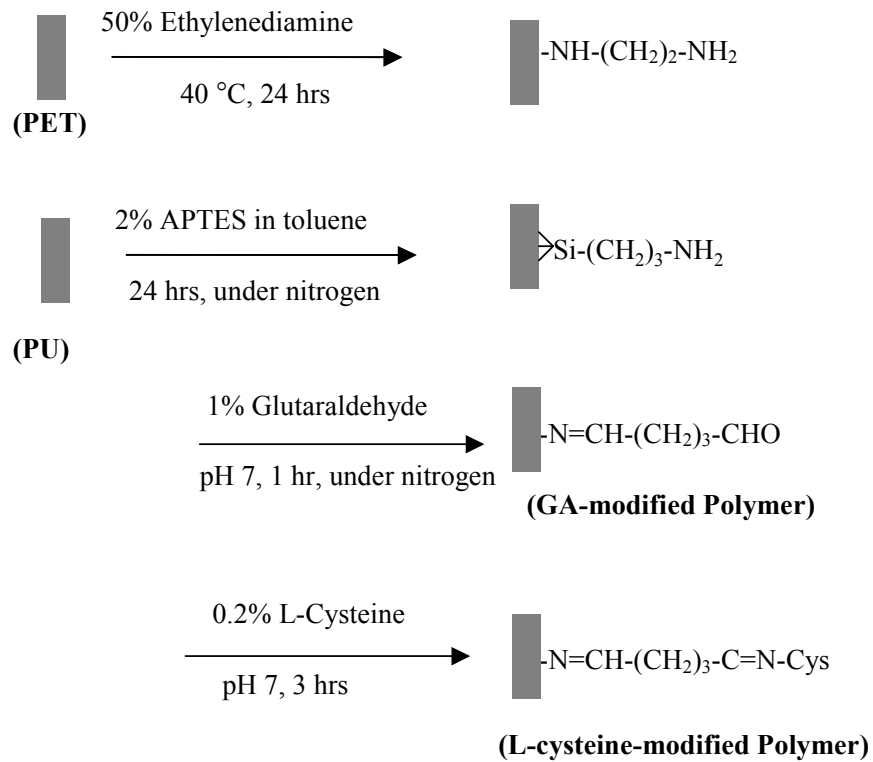 50% Ethylenediamine
40 °C, 24 hrs
-NH-(CH₂)₂-NH₂
(PET)
2% APTES in toluene
24 hrs, under nitrogen
Si-(CH₂)₃-NH₂
(PU)
1% Glutaraldehyde
pH 7, 1 hr, under nitrogen
-N=CH-(CH₂)₃-CHO
(GA-modified Polymer)
0.2% L-Cysteine
pH 7, 3 hrs
-N=CH-(CH₂)₃-C=N-Cys
(L-cysteine-modified Polymer)